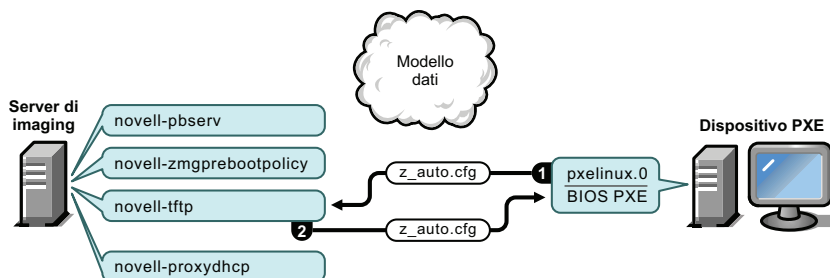 Modello
dati
Server di
imaging
novell-pbserv
novell-zmgprebootpolicy
novell-tftp
novell-proxydhcp
z_auto.cfg
1
2
z_auto.cfg
pxelinux.0
BIOS PXE
Dispositivo PXE